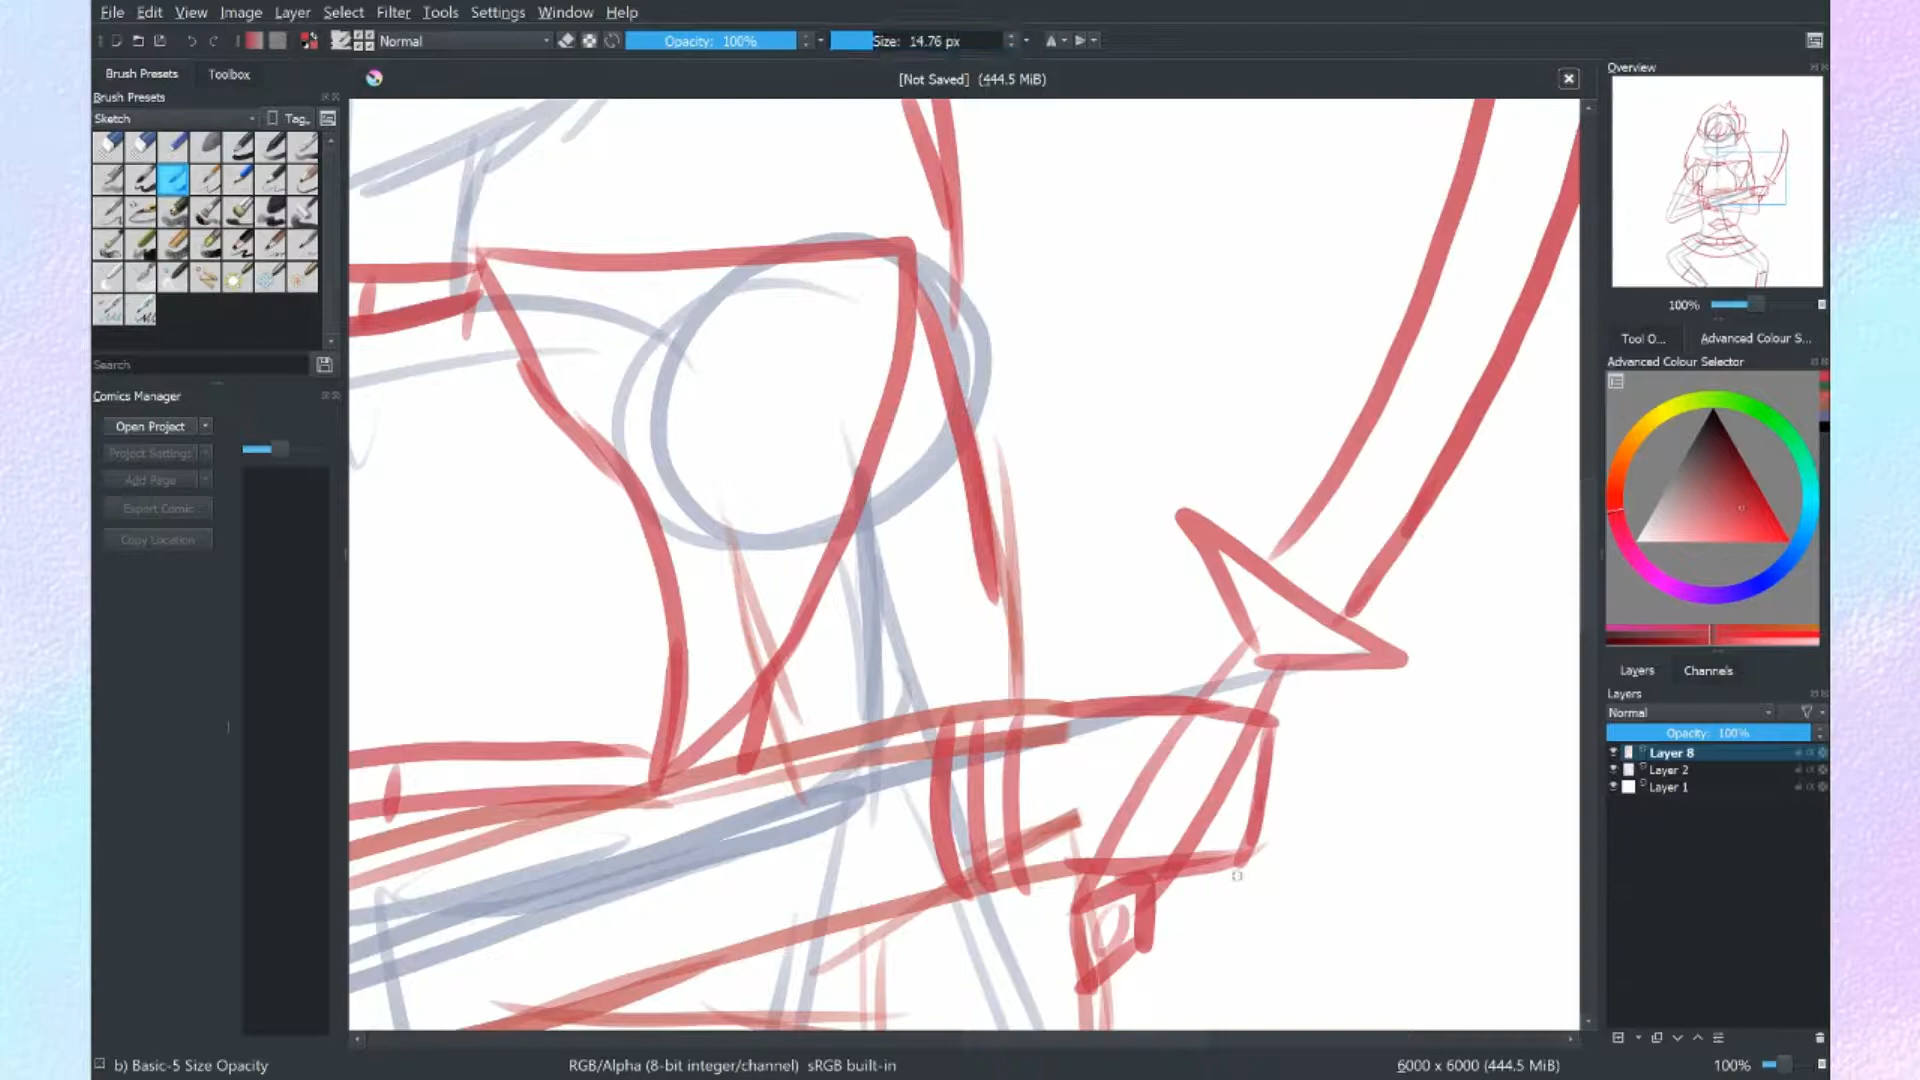 File Edit View Image Layer Select Filter Tools Settings Window Help
Normal Opacity: 100% Size: 14.76 px
Brush Presets Toolbox
[Not Saved] (444.5 MiB)
Overview
Brush Presets
Sketch Tag
100%
Tool O... Advanced Colour S...
Advanced Colour Selector
Search
Comics Manager
Open Project
Project Settings
Add Page
Export Comic
Copy Location
Layers Channels
Layers
Normal
Opacity: 100%
Layer 8
Layer 2
Layer 1
b) Basic-5 Size Opacity RGB/Alpha (8-bit integer/channel) sRGB built-in 6000 x 6000 (444.5 MiB) 100%